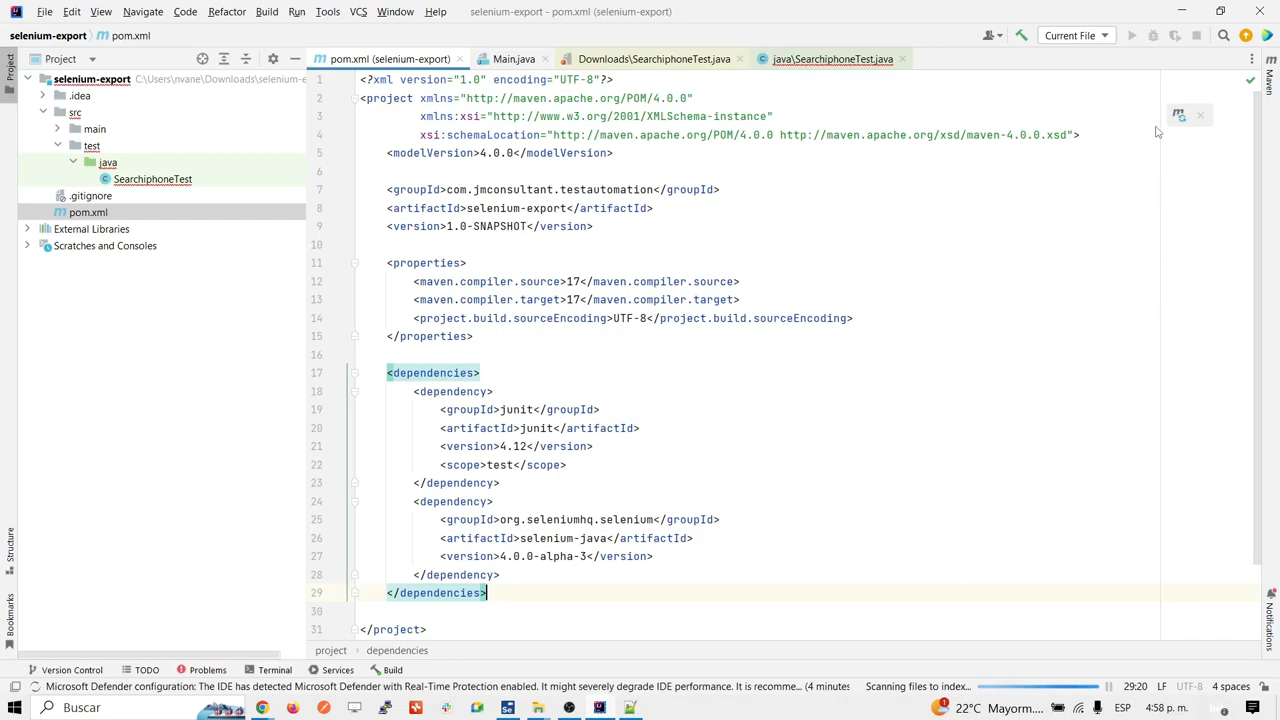 File Edit View Navigate Code Refactor Build Run Tools VCS Window Help selenium-export - pom.xml (selenium-export)
selenium-export pom.xml Current File
Project pom.xml (selenium-export) Main.java Downloads\SearchiphoneTest.java java\SearchiphoneTest.java
selenium-export C:\Users\nvane\Downloads\selenium-e
.idea
src
main
test
java
SearchiphoneTest
.gitignore
pom.xml
External Libraries
Scratches and Consoles
1 <?xml version="1.0" encoding="UTF-8"?>
2 <project xmlns="http://maven.apache.org/POM/4.0.0"
3 xmlns:xsi="http://www.w3.org/2001/XMLSchema-instance"
4 xsi:schemaLocation="http://maven.apache.org/POM/4.0.0 http://maven.apache.org/xsd/maven-4.0.0.xsd">
5 <modelVersion>4.0.0</modelVersion>
6
7 <groupId>com.jmconsultant.testautomation</groupId>
8 <artifactId>selenium-export</artifactId>
9 <version>1.0-SNAPSHOT</version>
10
11 <properties>
12 <maven.compiler.source>17</maven.compiler.source>
13 <maven.compiler.target>17</maven.compiler.target>
14 <project.build.sourceEncoding>UTF-8</project.build.sourceEncoding>
15 </properties>
16
17 <dependencies>
18 <dependency>
19 <groupId>junit</groupId>
20 <artifactId>junit</artifactId>
21 <version>4.12</version>
22 <scope>test</scope>
23 </dependency>
24 <dependency>
25 <groupId>org.seleniumhq.selenium</groupId>
26 <artifactId>selenium-java</artifactId>
27 <version>4.0.0-alpha-3</version>
28 </dependency>
29 </dependencies>
30
31 </project>
project dependencies
Project
Structure
Bookmarks
Maven
Notifications
Version Control TODO Problems Terminal Services Build
Microsoft Defender configuration: The IDE has detected Microsoft Defender with Real-Time Protection enabled. It might severely degrade IDE performance. It is recomme... (4 minutes Scanning files to index... 29:20 LF UTF-8 4 spaces
Buscar 22°C Mayorm... ESP 4:58 p. m.